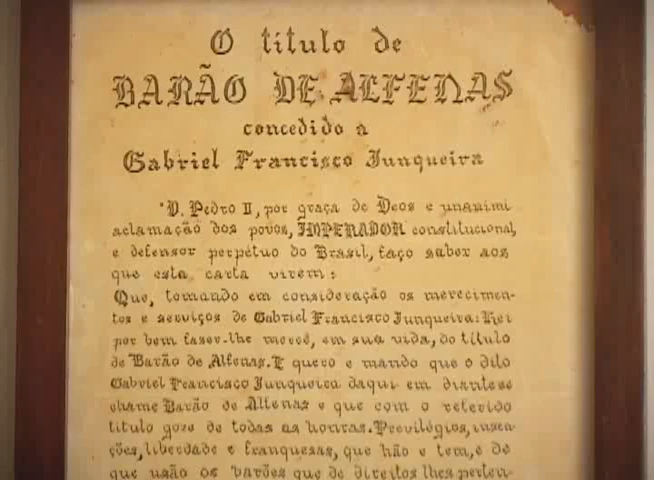 O titulo de
BARÃO DE ALFENAS
concedido a
Gabriel Francisco Junqueira
"D. Pedro II, por graça de Deos e unanimi
aclamação dos povos, IMPERADOR constitucional,
e defensor perpétuo do Brasil, faço saber aos
que esta carta virem:
Que, tomando em consideração os merecimen-
tos e serviços de Gabriel Francisco Junqueira: Hei
por bem faser-lhe mercê, em sua vida, do titulo
de Barão de Alfenas. E quero e mando que o dito
Gabriel Francisco Junqueira daqui em diante se
chame Barão de Alfenas e que com o referido
titulo gose de todas as honras. Previlégios, insen-
ções, liberdade e franquesas, que hão e tem, e de
que usão os barões que de direitos lhes perten-